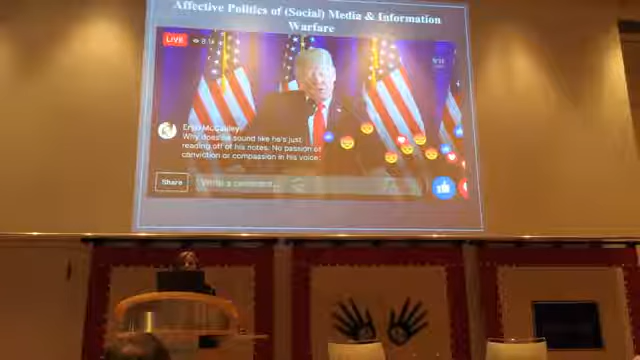 Affective Politics of (Social) Media & Information
Warfare
LIVE
Why does he sound like he's just
reading off of his notes. No passion of
conviction or compassion in his voice.
Share
Write a comment...